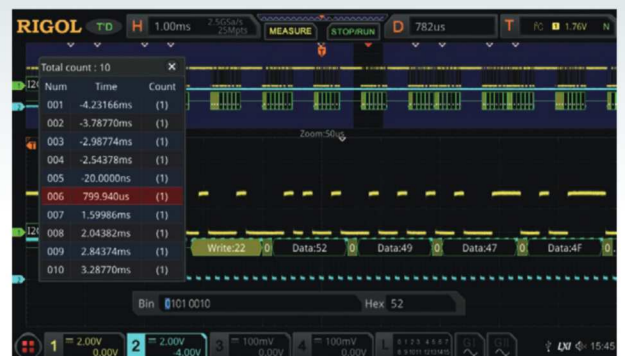 RIGOL T'D H 1.00ms 2.5GSa/s 25Mpts MEASURE STOP/RUN D 782us T 1 1.76V N
Total count : 10 ×
Num Time Count
001 -4.23166ms (1)
002 -3.78770ms (1)
003 -2.98774ms (1)
004 -2.54378ms (1)
005 -20.0000ns (1)
006 799.940us (1)
007 1.59986ms (1)
008 2.04382ms (1)
009 2.84374ms (1)
010 3.28770ms (1)
Zoom:50us
Write:22 0 Data:52 0 Data:49 0 Data:47 0 Data:4F 0
Bin 0101 0010 Hex 52
1 = 2.00V 0.00V 2 = 2.00V -4.00V 3 = 100mV 0.00V 4 = 100mV 0.00V L GI GII LXI 15:45